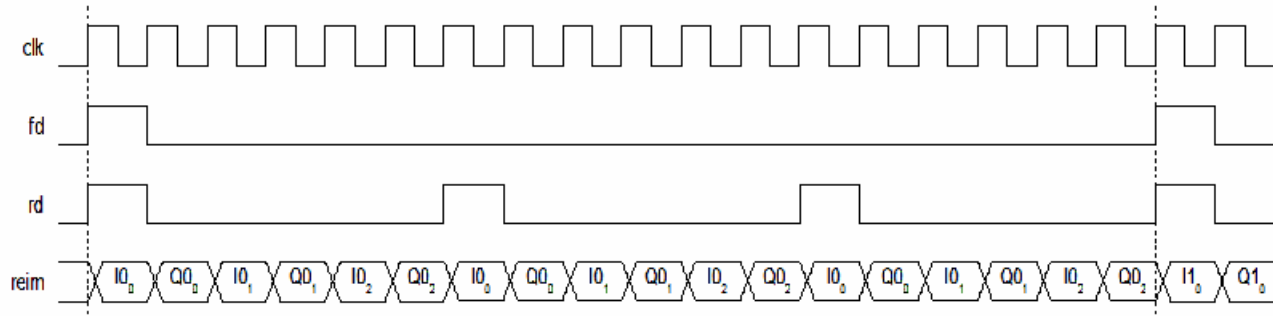 clk
fd
rd
reim I0₀ Q0₀ I0₁ Q0₁ I0₂ Q0₂ I0₀ Q0₀ I0₁ Q0₁ I0₂ Q0₂ I0₀ Q0₀ I0₁ Q0₁ I0₂ Q0₂ I1₀ Q1₀